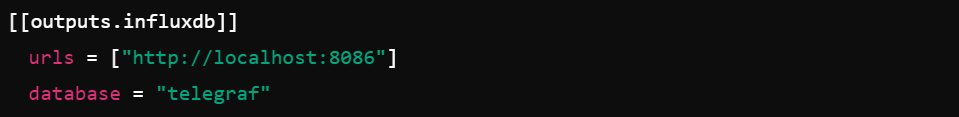 [[outputs.influxdb]]
urls = ["http://localhost:8086"]
database = "telegraf"